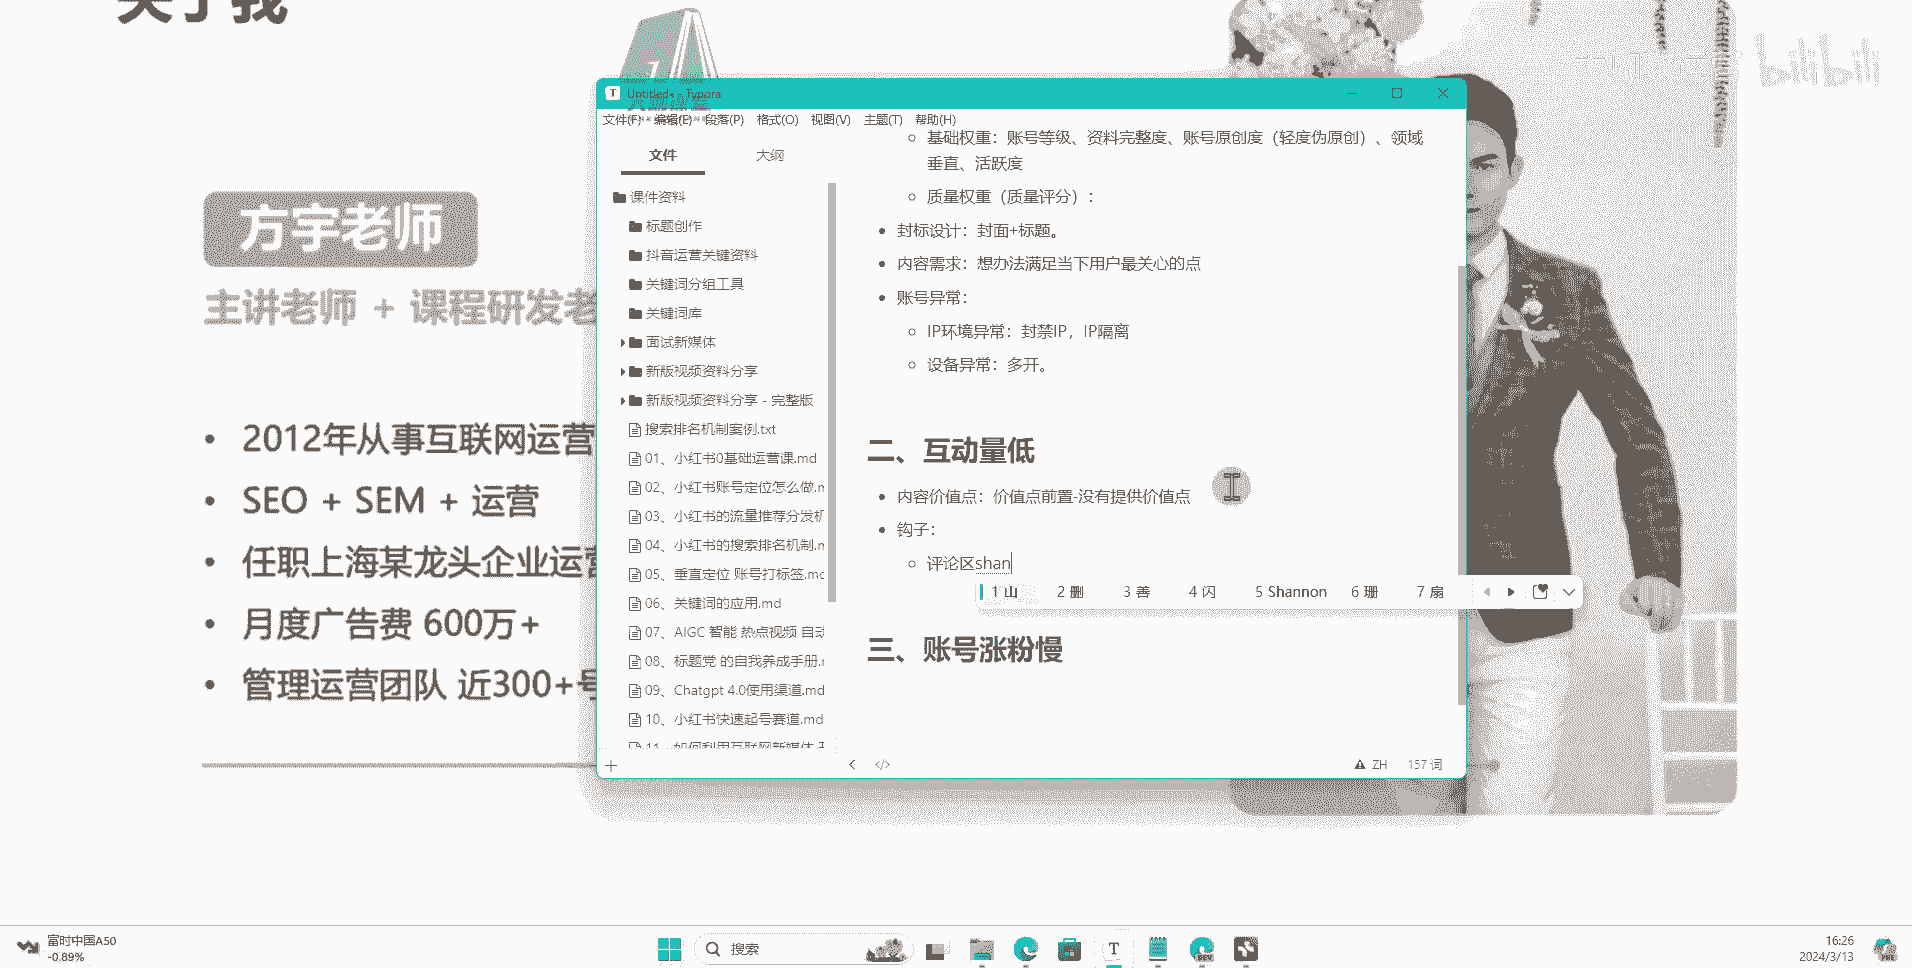 关于我
bilibili
Untitled• - Typora
文件(F) 编辑(E) 段落(P) 格式(O) 视图(V) 主题(T) 帮助(H)
文件 大纲
课件资料
标题创作
抖音运营关键资料
关键词分组工具
关键词库
面试新媒体
新版视频资料分享
新版视频资料分享 - 完整版
搜索排名机制案例.txt
01、小红书0基础运营课.md
02、小红书账号定位怎么做.m
03、小红书的流量推荐分发机
04、小红书的搜索排名机制.m
05、垂直定位 账号打标签.mc
06、关键词的应用.md
07、AIGC 智能 热点视频 自动
08、标题党 的自我养成手册.r
09、Chatgpt 4.0使用渠道.md
10、小红书快速起号赛道.md
11、如何利用互联网新媒体
基础权重：账号等级、资料完整度、账号原创度（轻度伪原创）、领域
垂直、活跃度
质量权重（质量评分）：
封标设计：封面+标题。
内容需求：想办法满足当下用户最关心的点
账号异常：
IP环境异常：封禁IP，IP隔离
设备异常：多开。
二、互动量低
内容价值点：价值点前置-没有提供价值点
钩子：
评论区shan
1 山 2 删 3 善 4 闪 5 Shannon 6 珊 7 扇
三、账号涨粉慢
ZH 157 词
方宇老师
主讲老师 + 课程研发老
2012年从事互联网运营
SEO + SEM + 运营
任职上海某龙头企业运营
月度广告费 600万+
管理运营团队 近300+号
富时中国A50
-0.89%
搜索
T
DEV
16:26
2024/3/13
PRE